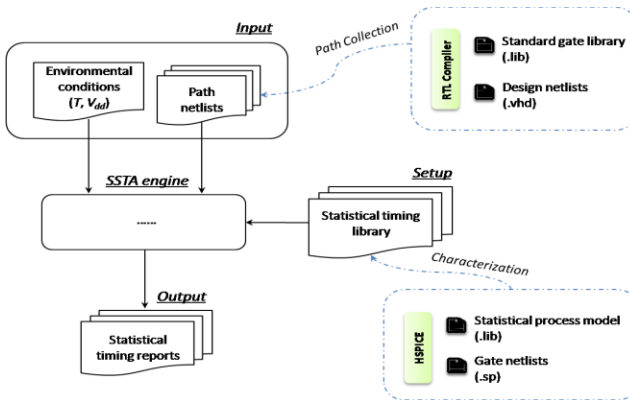 Input
Environmental
conditions
(T, Vdd)
Path
netlists
Path Collection
RTL Compiler
Standard gate library
(.lib)
Design netlists
(.vhd)
SSTA engine
......
Setup
Statistical timing
library
Characterization
Output
Statistical
timing reports
HSPICE
Statistical process model
(.lib)
Gate netlists
(.sp)